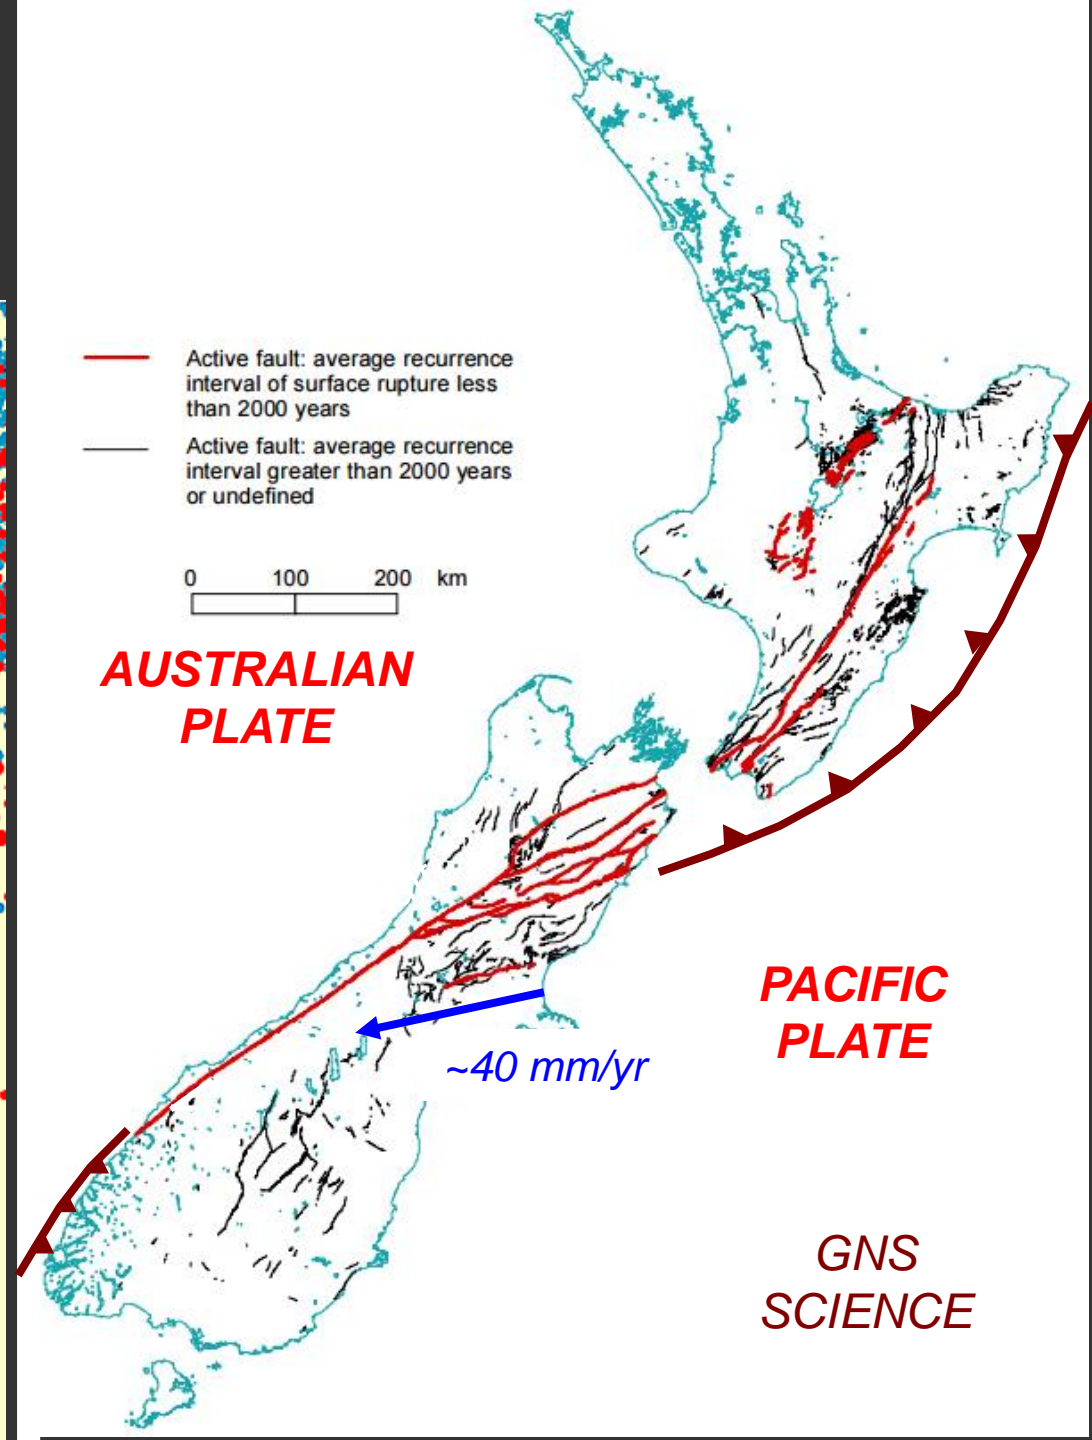 Active fault: average recurrence
interval of surface rupture less
than 2000 years
Active fault: average recurrence
interval greater than 2000 years
or undefined
0 100 200 km
AUSTRALIAN
PLATE
PACIFIC
PLATE
~40 mm/yr
GNS
SCIENCE